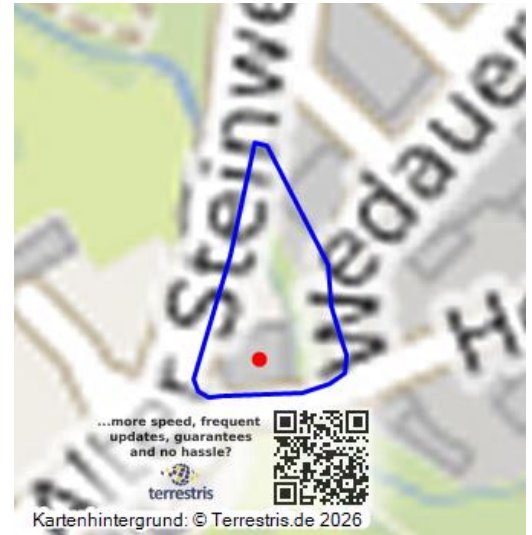 Steinwe
Wedauer
...more speed, frequent
updates, guarantees
and no hassle?
terrestris
Kartenhintergrund: © Terrestris.de 2026